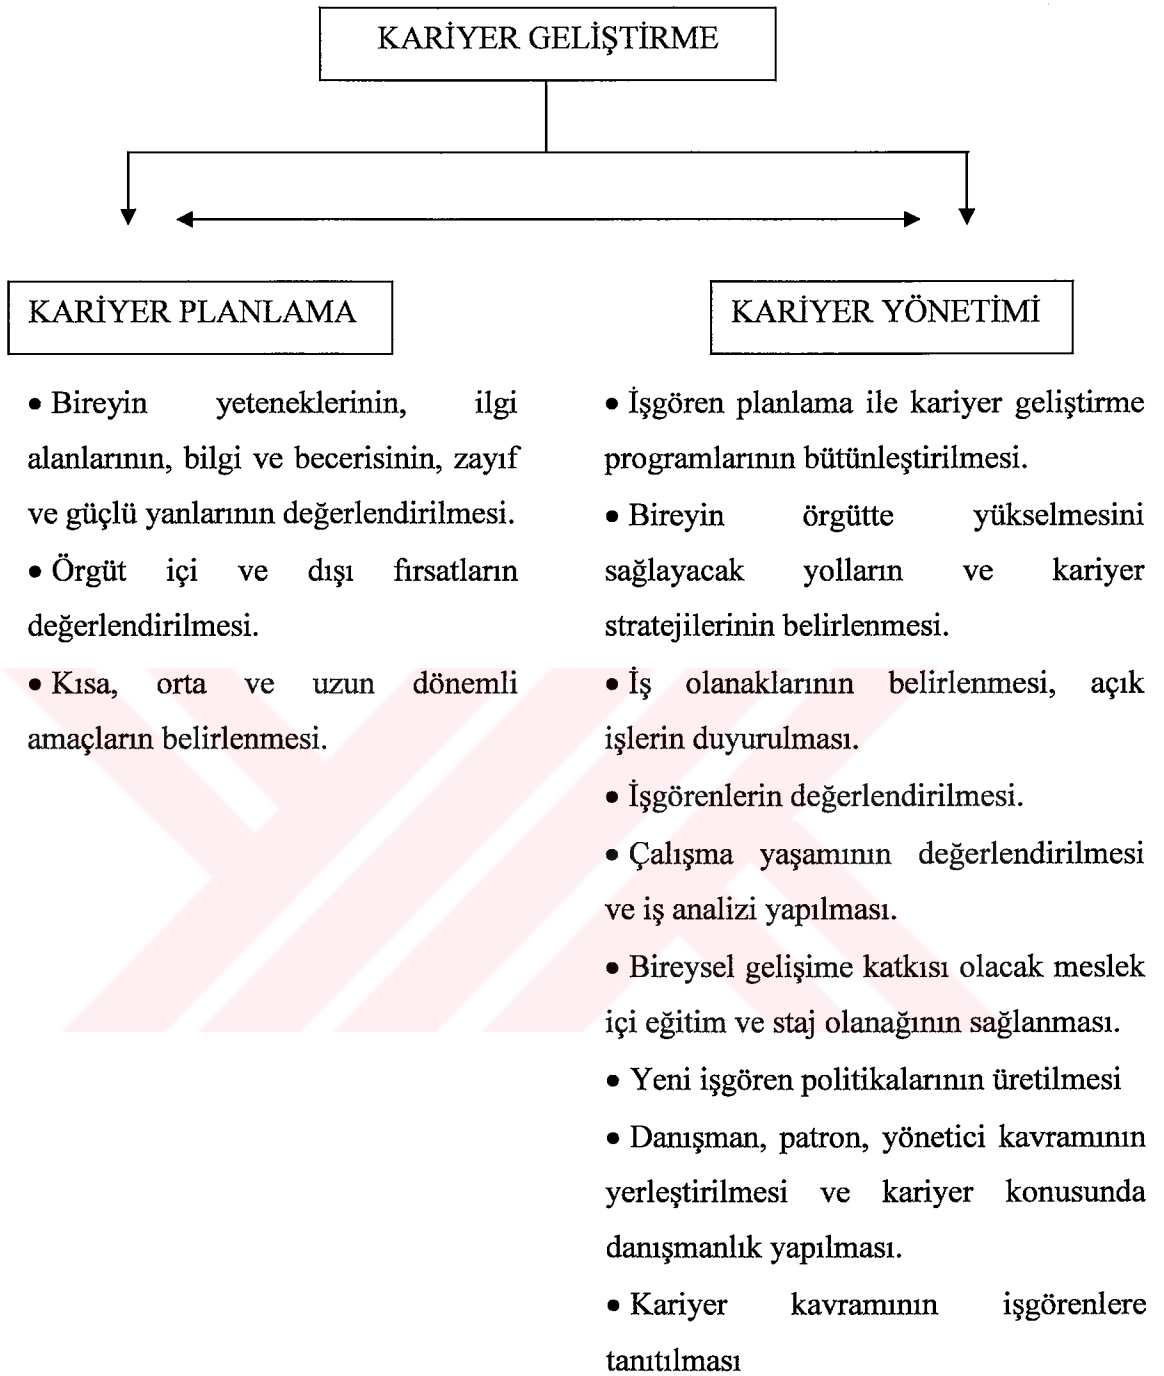 KARİYER GELİŞTİRME
KARİYER PLANLAMA
• Bireyin yeteneklerinin, ilgi
alanlarının, bilgi ve becerisinin, zayıf
ve güçlü yanlarının değerlendirilmesi.
• Örgüt içi ve dışı fırsatların
değerlendirilmesi.
• Kısa, orta ve uzun dönemli
amaçların belirlenmesi.
KARİYER YÖNETİMİ
• İşgören planlama ile kariyer geliştirme
programlarının bütünleştirilmesi.
• Bireyin örgütte yükselmesini
sağlayacak yolların ve kariyer
stratejilerinin belirlenmesi.
• İş olanaklarının belirlenmesi, açık
işlerin duyurulması.
• İşgörenlerin değerlendirilmesi.
• Çalışma yaşamının değerlendirilmesi
ve iş analizi yapılması.
• Bireysel gelişime katkısı olacak meslek
içi eğitim ve staj olanağının sağlanması.
• Yeni işgören politikalarının üretilmesi
• Danışman, patron, yönetici kavramının
yerleştirilmesi ve kariyer konusunda
danışmanlık yapılması.
• Kariyer kavramının işgörenlere
tanıtılması